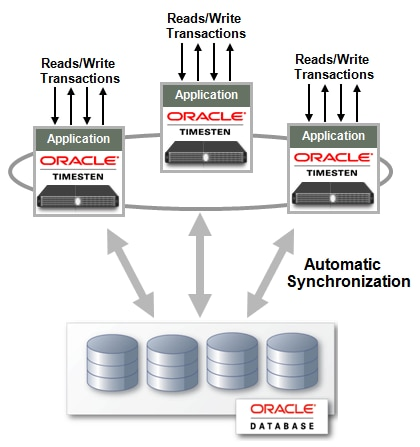 Reads/Write
Transactions
Reads/Write
Transactions
Reads/Write
Transactions
Application
ORACLE®
TIMESTEN
Application
ORACLE®
TIMESTEN
Application
ORACLE®
TIMESTEN
Automatic
Synchronization
ORACLE®
DATABASE